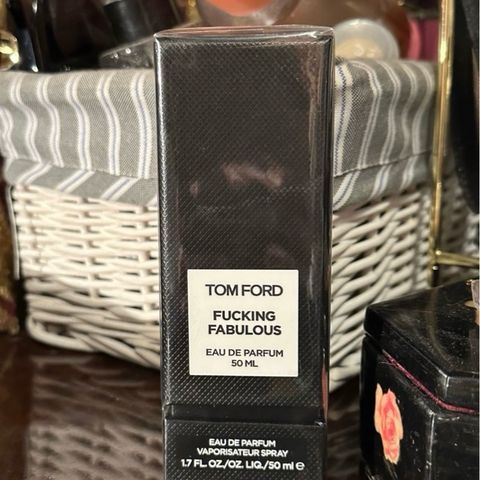 TOM FORD
FUCKING
FABULOUS
EAU DE PARFUM
50 ML
EAU DE PARFUM
VAPORISATEUR SPRAY
1.7 FL. OZ./OZ. LIQ./50 ml ℮